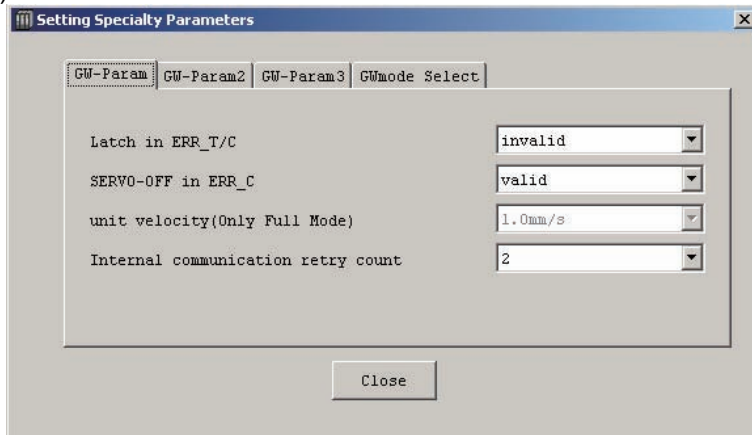 )
Setting Specialty Parameters
GW-Param GW-Param2 GW-Param3 GWmode Select
Latch in ERR_T/C invalid
SERVO-OFF in ERR_C valid
unit velocity(Only Full Mode) 1.0mm/s
Internal communication retry count 2
Close